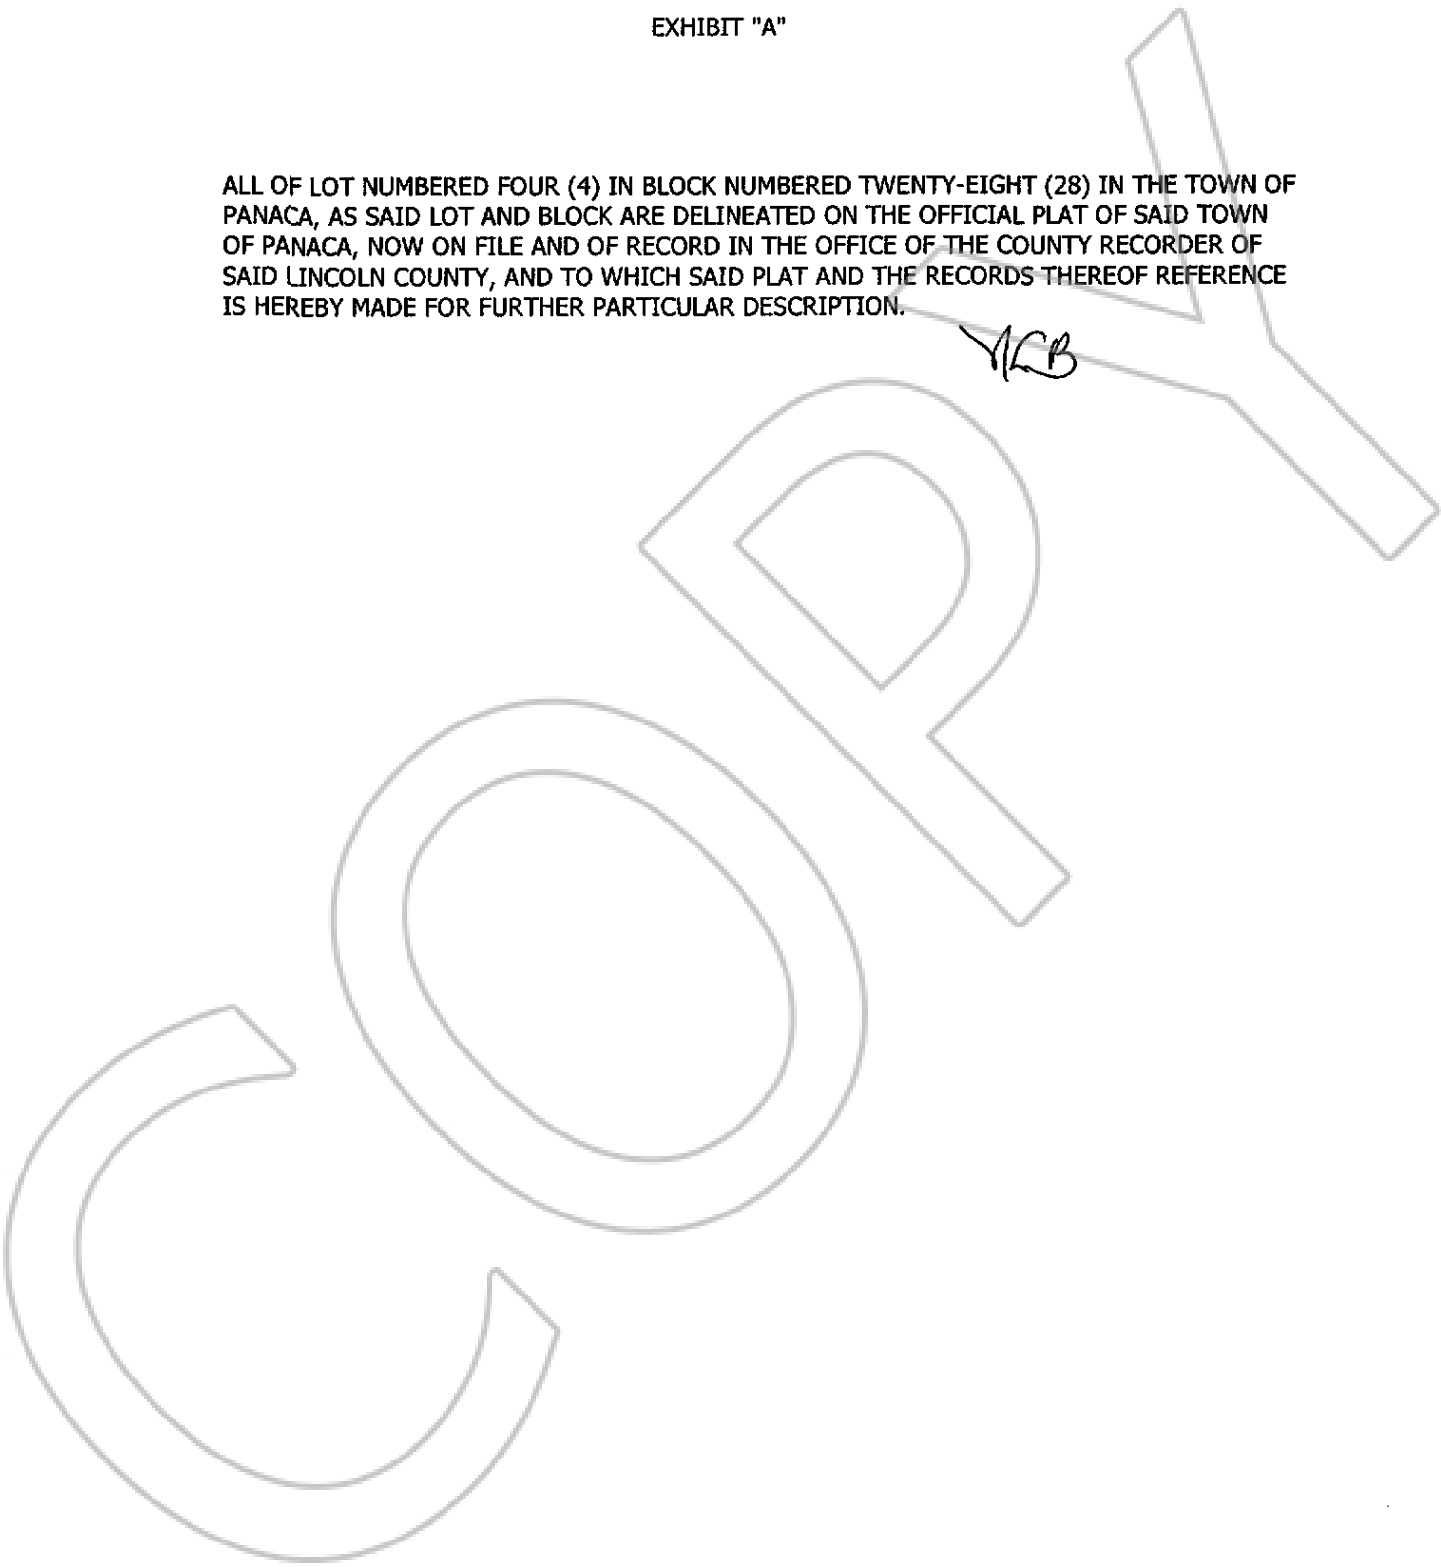 EXHIBIT "A"
ALL OF LOT NUMBERED FOUR (4) IN BLOCK NUMBERED TWENTY-EIGHT (28) IN THE TOWN OF
PANACA, AS SAID LOT AND BLOCK ARE DELINEATED ON THE OFFICIAL PLAT OF SAID TOWN
OF PANACA, NOW ON FILE AND OF RECORD IN THE OFFICE OF THE COUNTY RECORDER OF
SAID LINCOLN COUNTY, AND TO WHICH SAID PLAT AND THE RECORDS THEREOF REFERENCE
IS HEREBY MADE FOR FURTHER PARTICULAR DESCRIPTION.
COPY